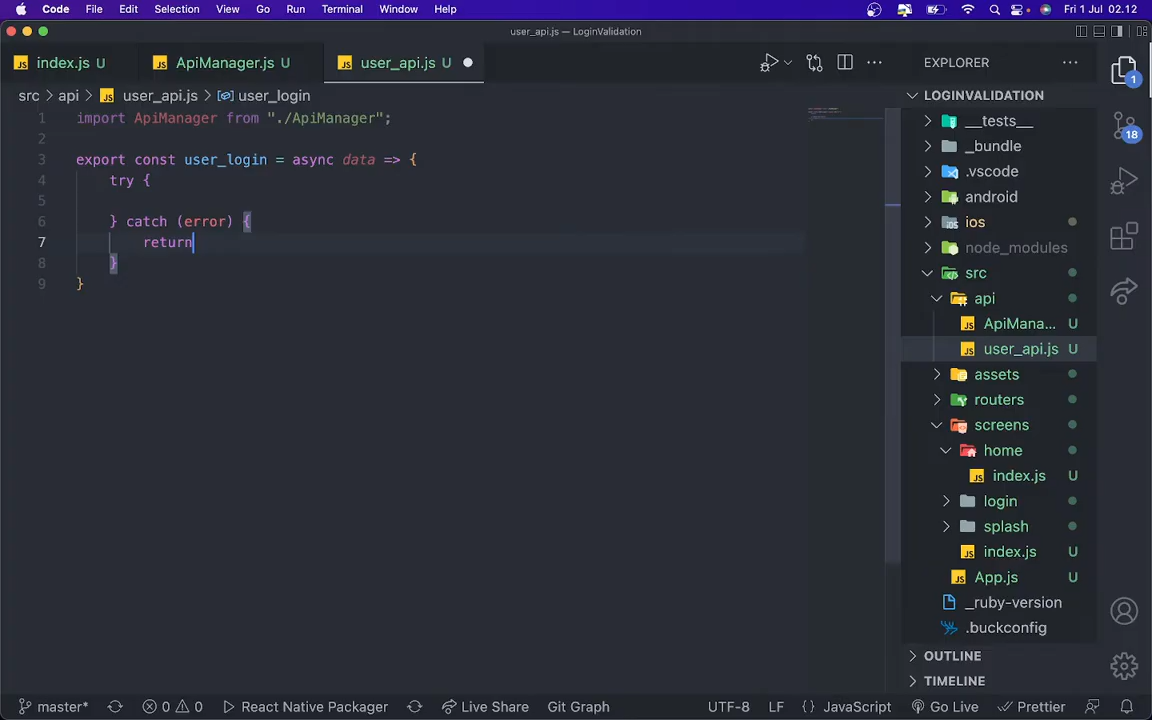 Code File Edit Selection View Go Run Terminal Window Help Fri 1 Jul 02.12
user_api.js — LoginValidation
index.js U ApiManager.js U user_api.js U
src > api > user_api.js > user_login
1 import ApiManager from "./ApiManager";
2
3 export const user_login = async data => {
4 try {
5
6 } catch (error) {
7 return
8 }
9 }
EXPLORER
LOGINVALIDATION
__tests__
_bundle
.vscode
android
ios
node_modules
src
api
ApiMana... U
user_api.js U
assets
routers
screens
home
index.js U
login
splash
index.js U
App.js U
_ruby-version
.buckconfig
OUTLINE
TIMELINE
1
18
master* 0 0 React Native Packager Live Share Git Graph UTF-8 LF {} JavaScript Go Live Prettier